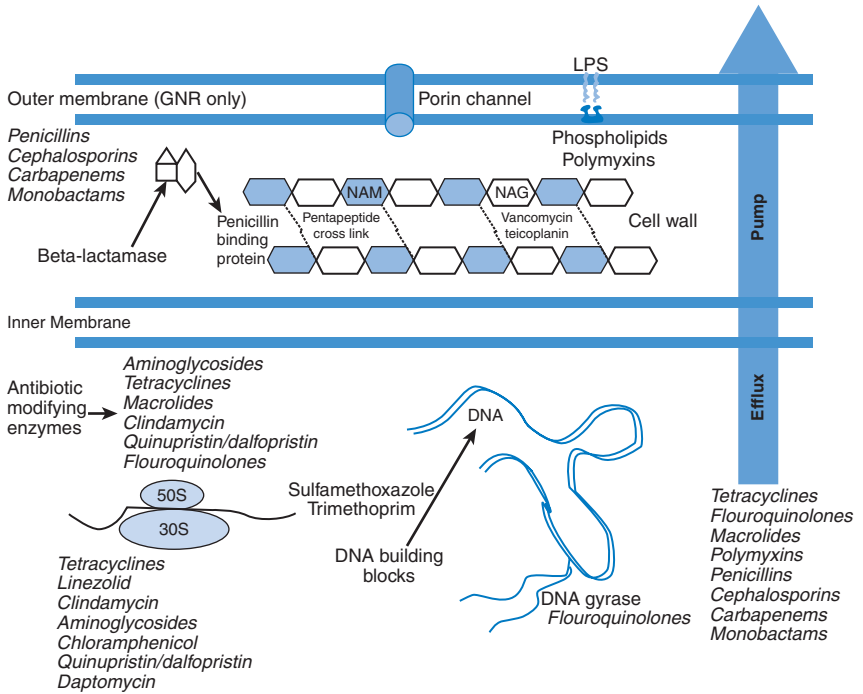 LPS
Outer membrane (GNR only)
Porin channel
Penicillins
Cephalosporins
Carbapenems
Monobactams
Phospholipids
Polymyxins
NAM
NAG
Penicillin
binding
protein
Pentapeptide
cross link
Vancomycin
teicoplanin
Cell wall
Beta-lactamase
Pump
Inner Membrane
Efflux
Antibiotic
modifying
enzymes
Aminoglycosides
Tetracyclines
Macrolides
Clindamycin
Quinupristin/dalfopristin
Flouroquinolones
DNA
50S
30S
Sulfamethoxazole
Trimethoprim
DNA building
blocks
DNA gyrase
Flouroquinolones
Tetracyclines
Linezolid
Clindamycin
Aminoglycosides
Chloramphenicol
Quinupristin/dalfopristin
Daptomycin
Tetracyclines
Flouroquinolones
Macrolides
Polymyxins
Penicillins
Cephalosporins
Carbapenems
Monobactams